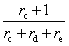 r_c + 1
r_c + r_d + r_e